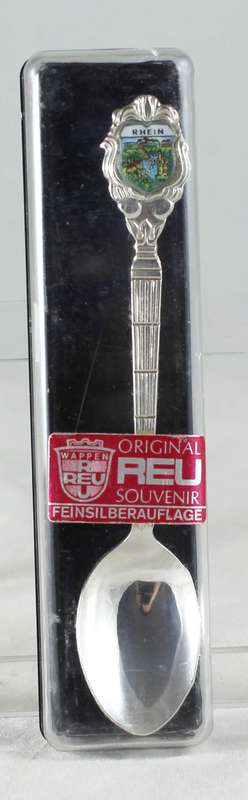 RHEIN
WAPPEN
R
REU
U
ORIGINAL
REU
SOUVENIR
FEINSILBERAUFLAGE